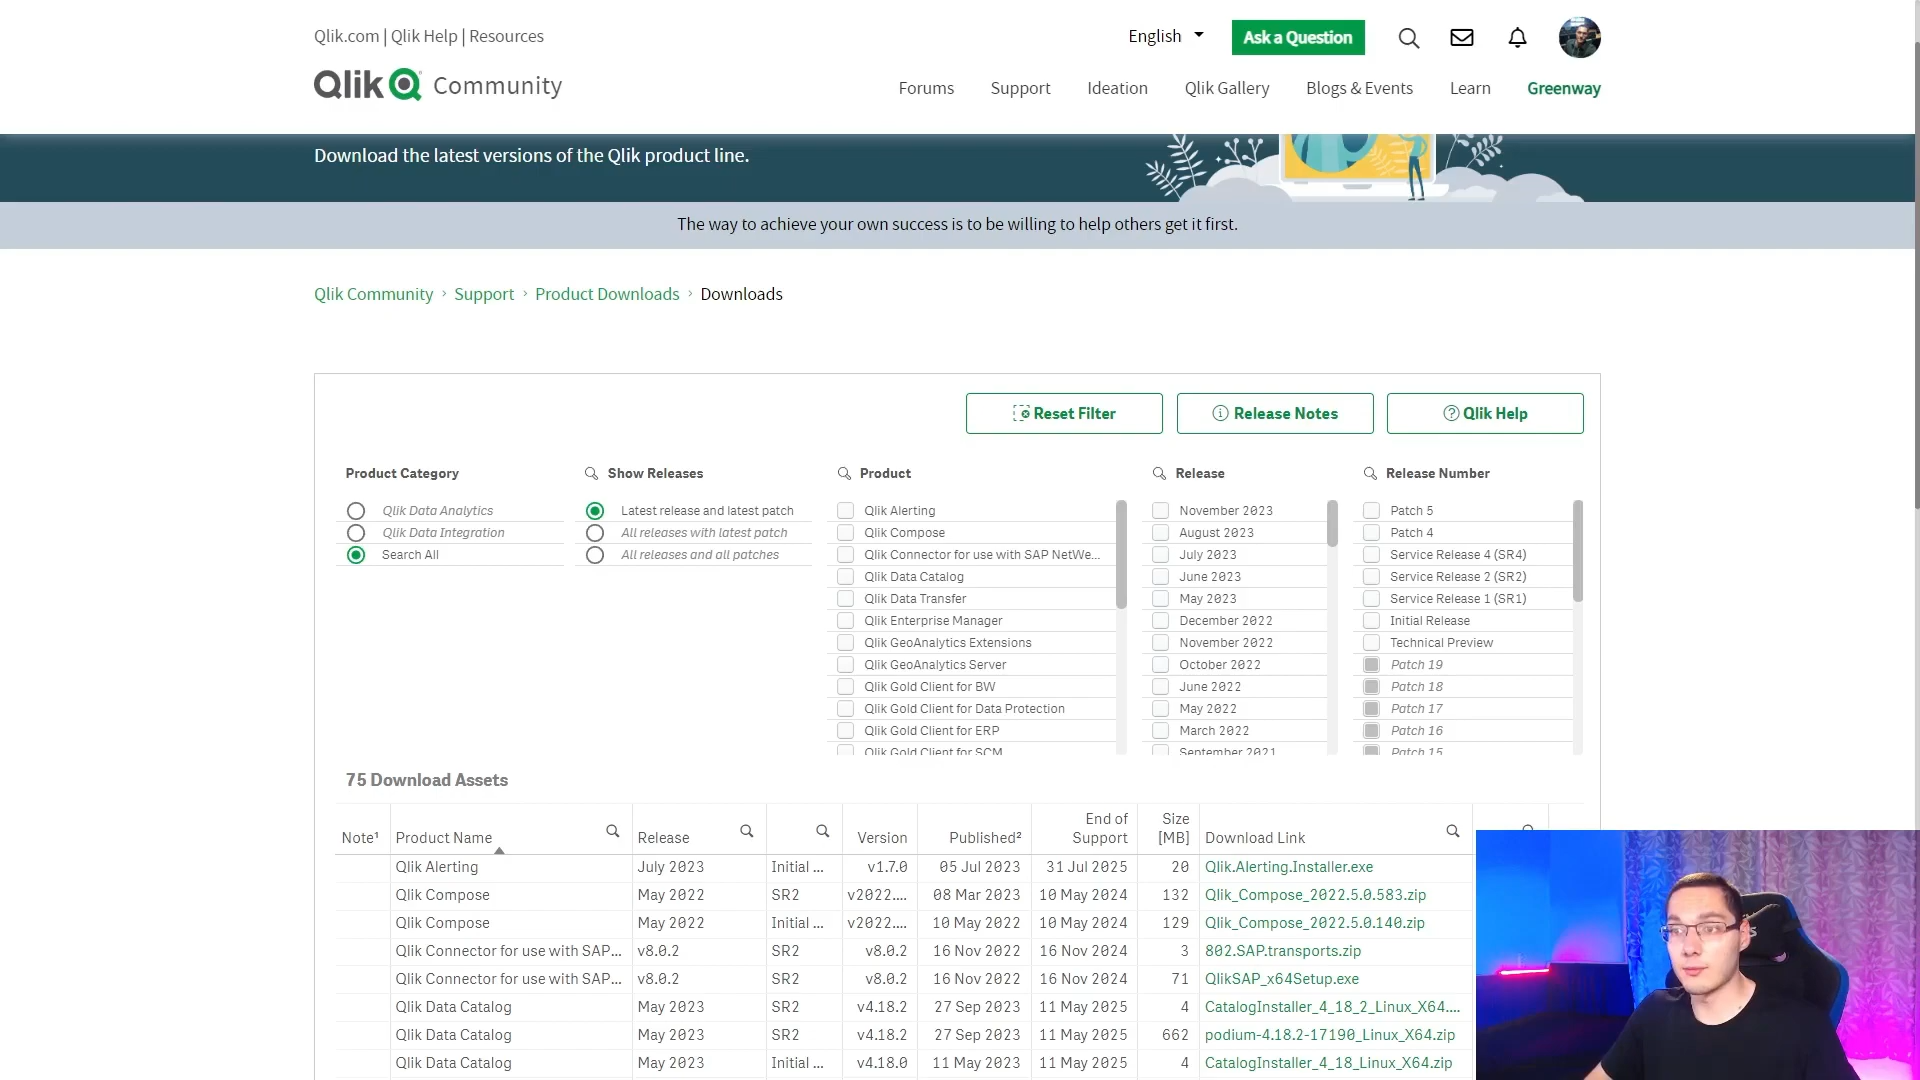 Qlik.com | Qlik Help | Resources
English
Ask a Question
Qlik Community
Forums
Support
Ideation
Qlik Gallery
Blogs & Events
Learn
Greenway
Download the latest versions of the Qlik product line.
The way to achieve your own success is to be willing to help others get it first.
Qlik Community › Support › Product Downloads › Downloads
Reset Filter
Release Notes
Qlik Help
Product Category
Qlik Data Analytics
Qlik Data Integration
Search All
Show Releases
Latest release and latest patch
All releases with latest patch
All releases and all patches
Product
Qlik Alerting
Qlik Compose
Qlik Connector for use with SAP NetWe...
Qlik Data Catalog
Qlik Data Transfer
Qlik Enterprise Manager
Qlik GeoAnalytics Extensions
Qlik GeoAnalytics Server
Qlik Gold Client for BW
Qlik Gold Client for Data Protection
Qlik Gold Client for ERP
Qlik Gold Client for SCM
Release
November 2023
August 2023
July 2023
June 2023
May 2023
December 2022
November 2022
October 2022
June 2022
May 2022
March 2022
September 2021
Release Number
Patch 5
Patch 4
Service Release 4 (SR4)
Service Release 2 (SR2)
Service Release 1 (SR1)
Initial Release
Technical Preview
Patch 19
Patch 18
Patch 17
Patch 16
Patch 15
75 Download Assets
Note¹ Product Name Release Version Published² End of Support Size [MB] Download Link
Qlik Alerting July 2023 Initial ... v1.7.0 05 Jul 2023 31 Jul 2025 20 Qlik.Alerting.Installer.exe
Qlik Compose May 2022 SR2 v2022.... 08 Mar 2023 10 May 2024 132 Qlik_Compose_2022.5.0.583.zip
Qlik Compose May 2022 Initial ... v2022.... 10 May 2022 10 May 2024 129 Qlik_Compose_2022.5.0.140.zip
Qlik Connector for use with SAP... v8.0.2 SR2 v8.0.2 16 Nov 2022 16 Nov 2024 3 802.SAP.transports.zip
Qlik Connector for use with SAP... v8.0.2 SR2 v8.0.2 16 Nov 2022 16 Nov 2024 71 QlikSAP_x64Setup.exe
Qlik Data Catalog May 2023 SR2 v4.18.2 27 Sep 2023 11 May 2025 4 CatalogInstaller_4_18_2_Linux_X64....
Qlik Data Catalog May 2023 SR2 v4.18.2 27 Sep 2023 11 May 2025 662 podium-4.18.2-17190_Linux_X64.zip
Qlik Data Catalog May 2023 Initial ... v4.18.0 11 May 2023 11 May 2025 4 CatalogInstaller_4_18_Linux_X64.zip